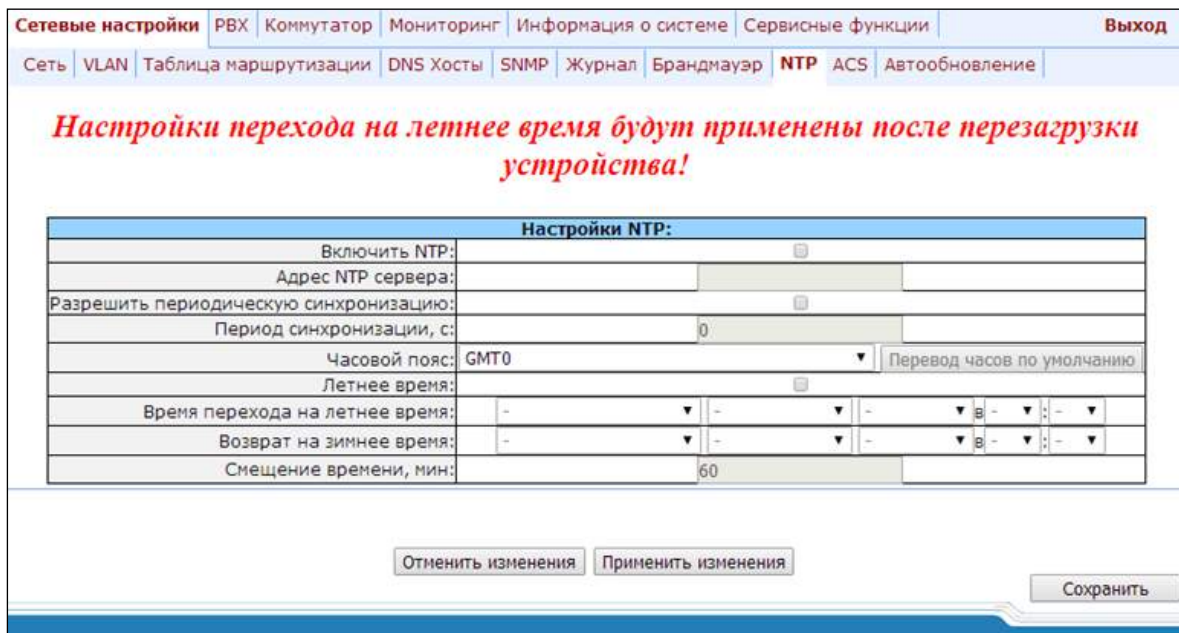 Сетевые настройки PBX Коммутатор Мониторинг Информация о системе Сервисные функции Выход
Сеть VLAN Таблица маршрутизации DNS Хосты SNMP Журнал Брандмауэр NTP ACS Автообновление
Настройки перехода на летнее время будут применены после перезагрузки
устройства!
Настройки NTP:
Включить NTP:
Адрес NTP сервера:
Разрешить периодическую синхронизацию:
Период синхронизации, с: 0
Часовой пояс: GMT0 Перевод часов по умолчанию
Летнее время:
Время перехода на летнее время: - - - в - : -
Возврат на зимнее время: - - - в - : -
Смещение времени, мин: 60
Отменить изменения Применить изменения
Сохранить